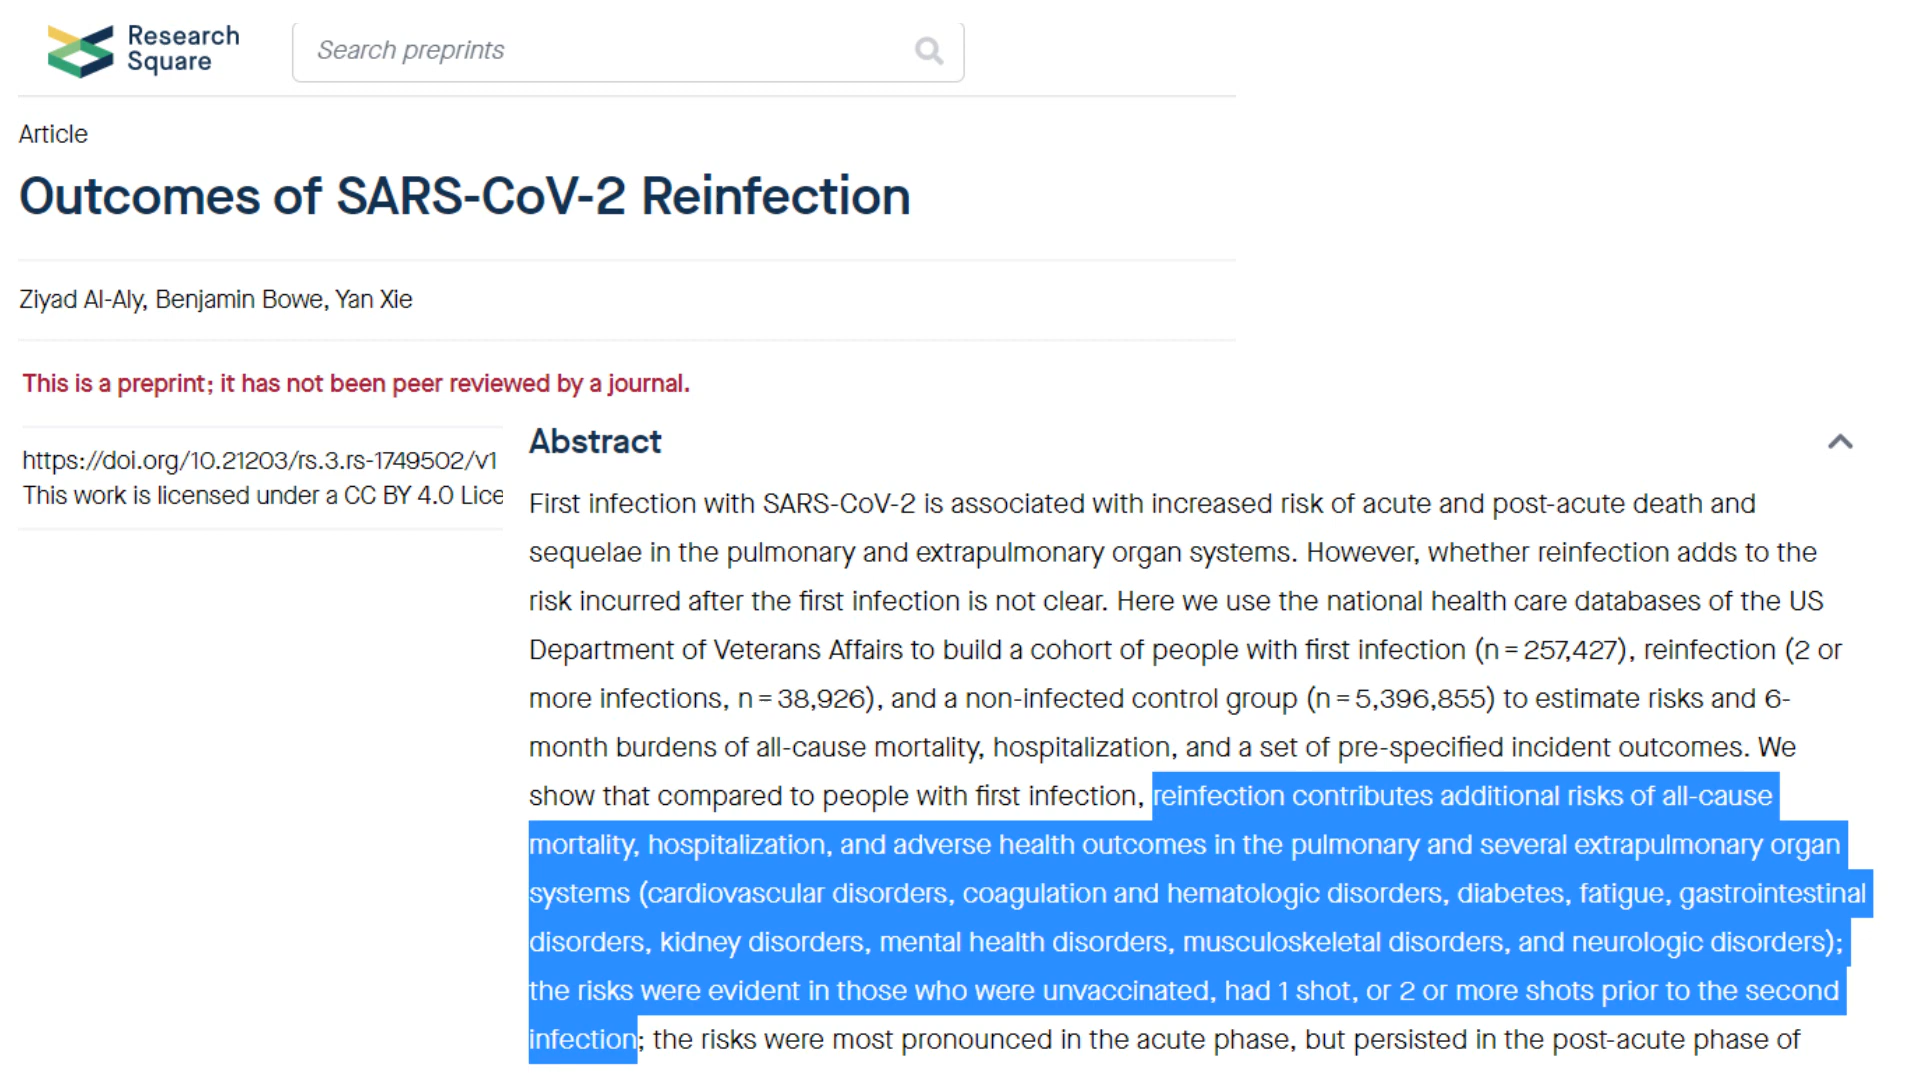 Research
Square
Search preprints
Article
Outcomes of SARS-CoV-2 Reinfection
Ziyad Al-Aly, Benjamin Bowe, Yan Xie
This is a preprint; it has not been peer reviewed by a journal.
https://doi.org/10.21203/rs.3.rs-1749502/v1
This work is licensed under a CC BY 4.0 Lice
Abstract
First infection with SARS-CoV-2 is associated with increased risk of acute and post-acute death and
sequelae in the pulmonary and extrapulmonary organ systems. However, whether reinfection adds to the
risk incurred after the first infection is not clear. Here we use the national health care databases of the US
Department of Veterans Affairs to build a cohort of people with first infection (n = 257,427), reinfection (2 or
more infections, n = 38,926), and a non-infected control group (n = 5,396,855) to estimate risks and 6-
month burdens of all-cause mortality, hospitalization, and a set of pre-specified incident outcomes. We
show that compared to people with first infection, reinfection contributes additional risks of all-cause
mortality, hospitalization, and adverse health outcomes in the pulmonary and several extrapulmonary organ
systems (cardiovascular disorders, coagulation and hematologic disorders, diabetes, fatigue, gastrointestinal
disorders, kidney disorders, mental health disorders, musculoskeletal disorders, and neurologic disorders);
the risks were evident in those who were unvaccinated, had 1 shot, or 2 or more shots prior to the second
infection; the risks were most pronounced in the acute phase, but persisted in the post-acute phase of